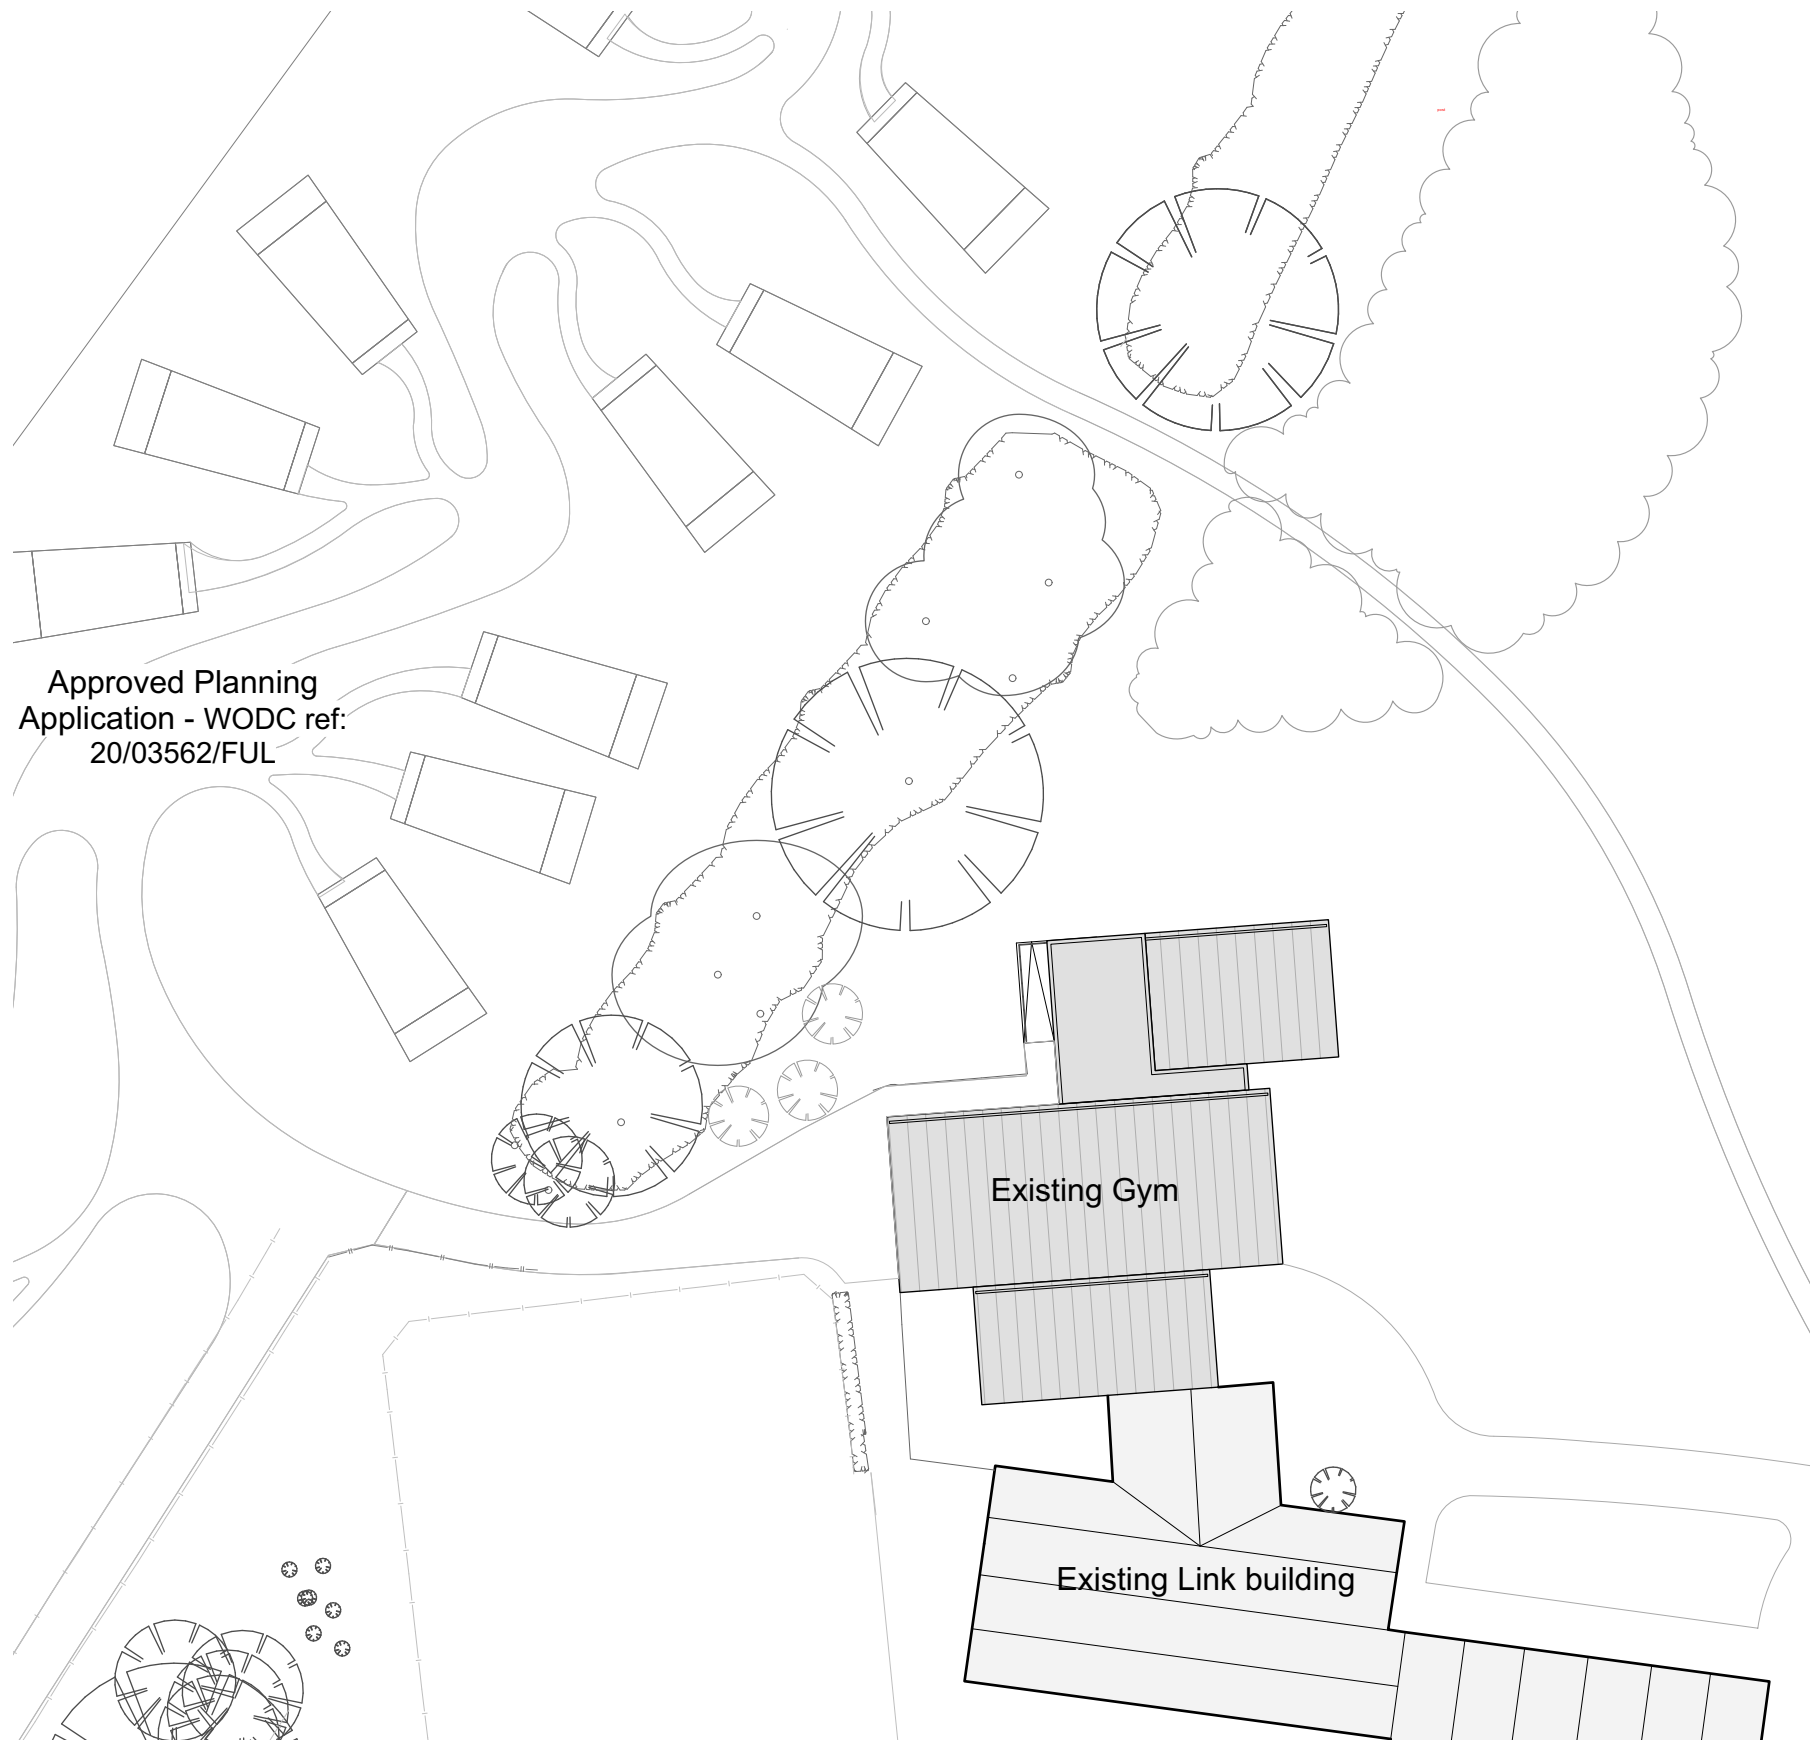 Approved Planning
Application - WODC ref:
20/03562/FUL
Existing Gym
Existing Link building